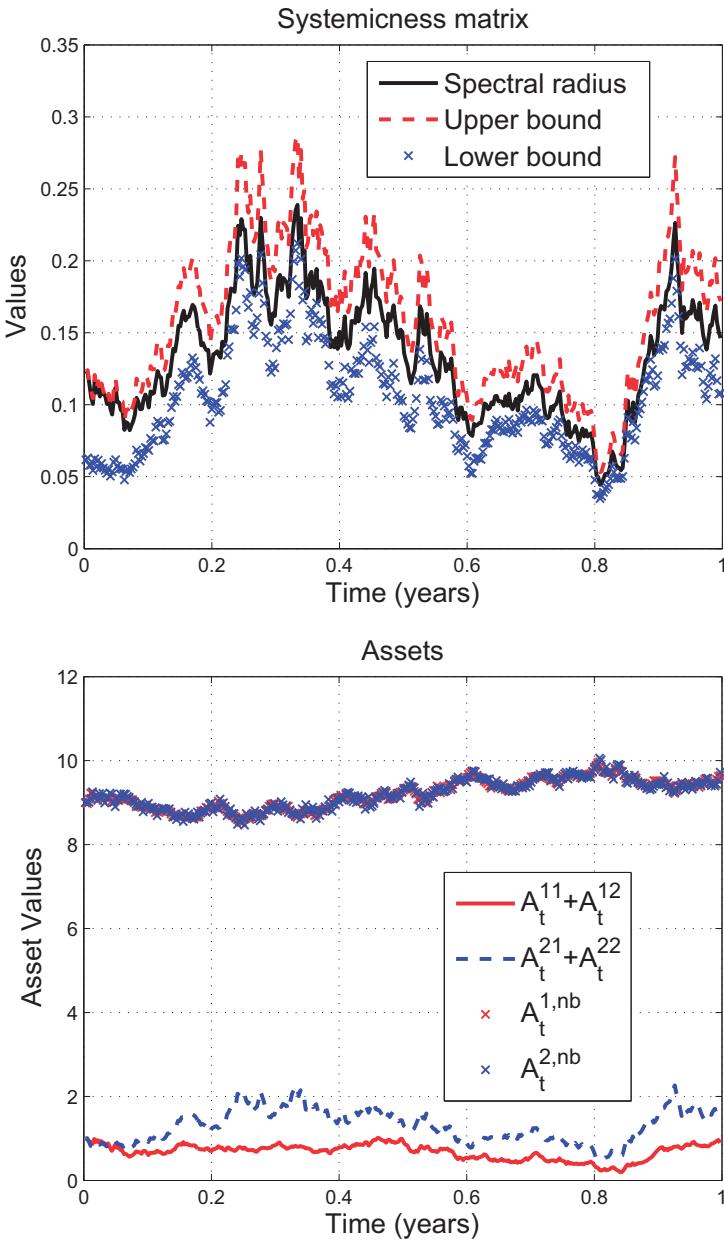 Systemicness matrix
0.35
0.3
0.25
0.2
0.15
0.1
0.05
0
Values
Spectral radius
Upper bound
Lower bound
0 0.2 0.4 0.6 0.8 1
Time (years)
Assets
12
10
8
6
4
2
0
Asset Values
A_t^{11}+A_t^{12}
A_t^{21}+A_t^{22}
A_t^{1,nb}
A_t^{2,nb}
0 0.2 0.4 0.6 0.8 1
Time (years)